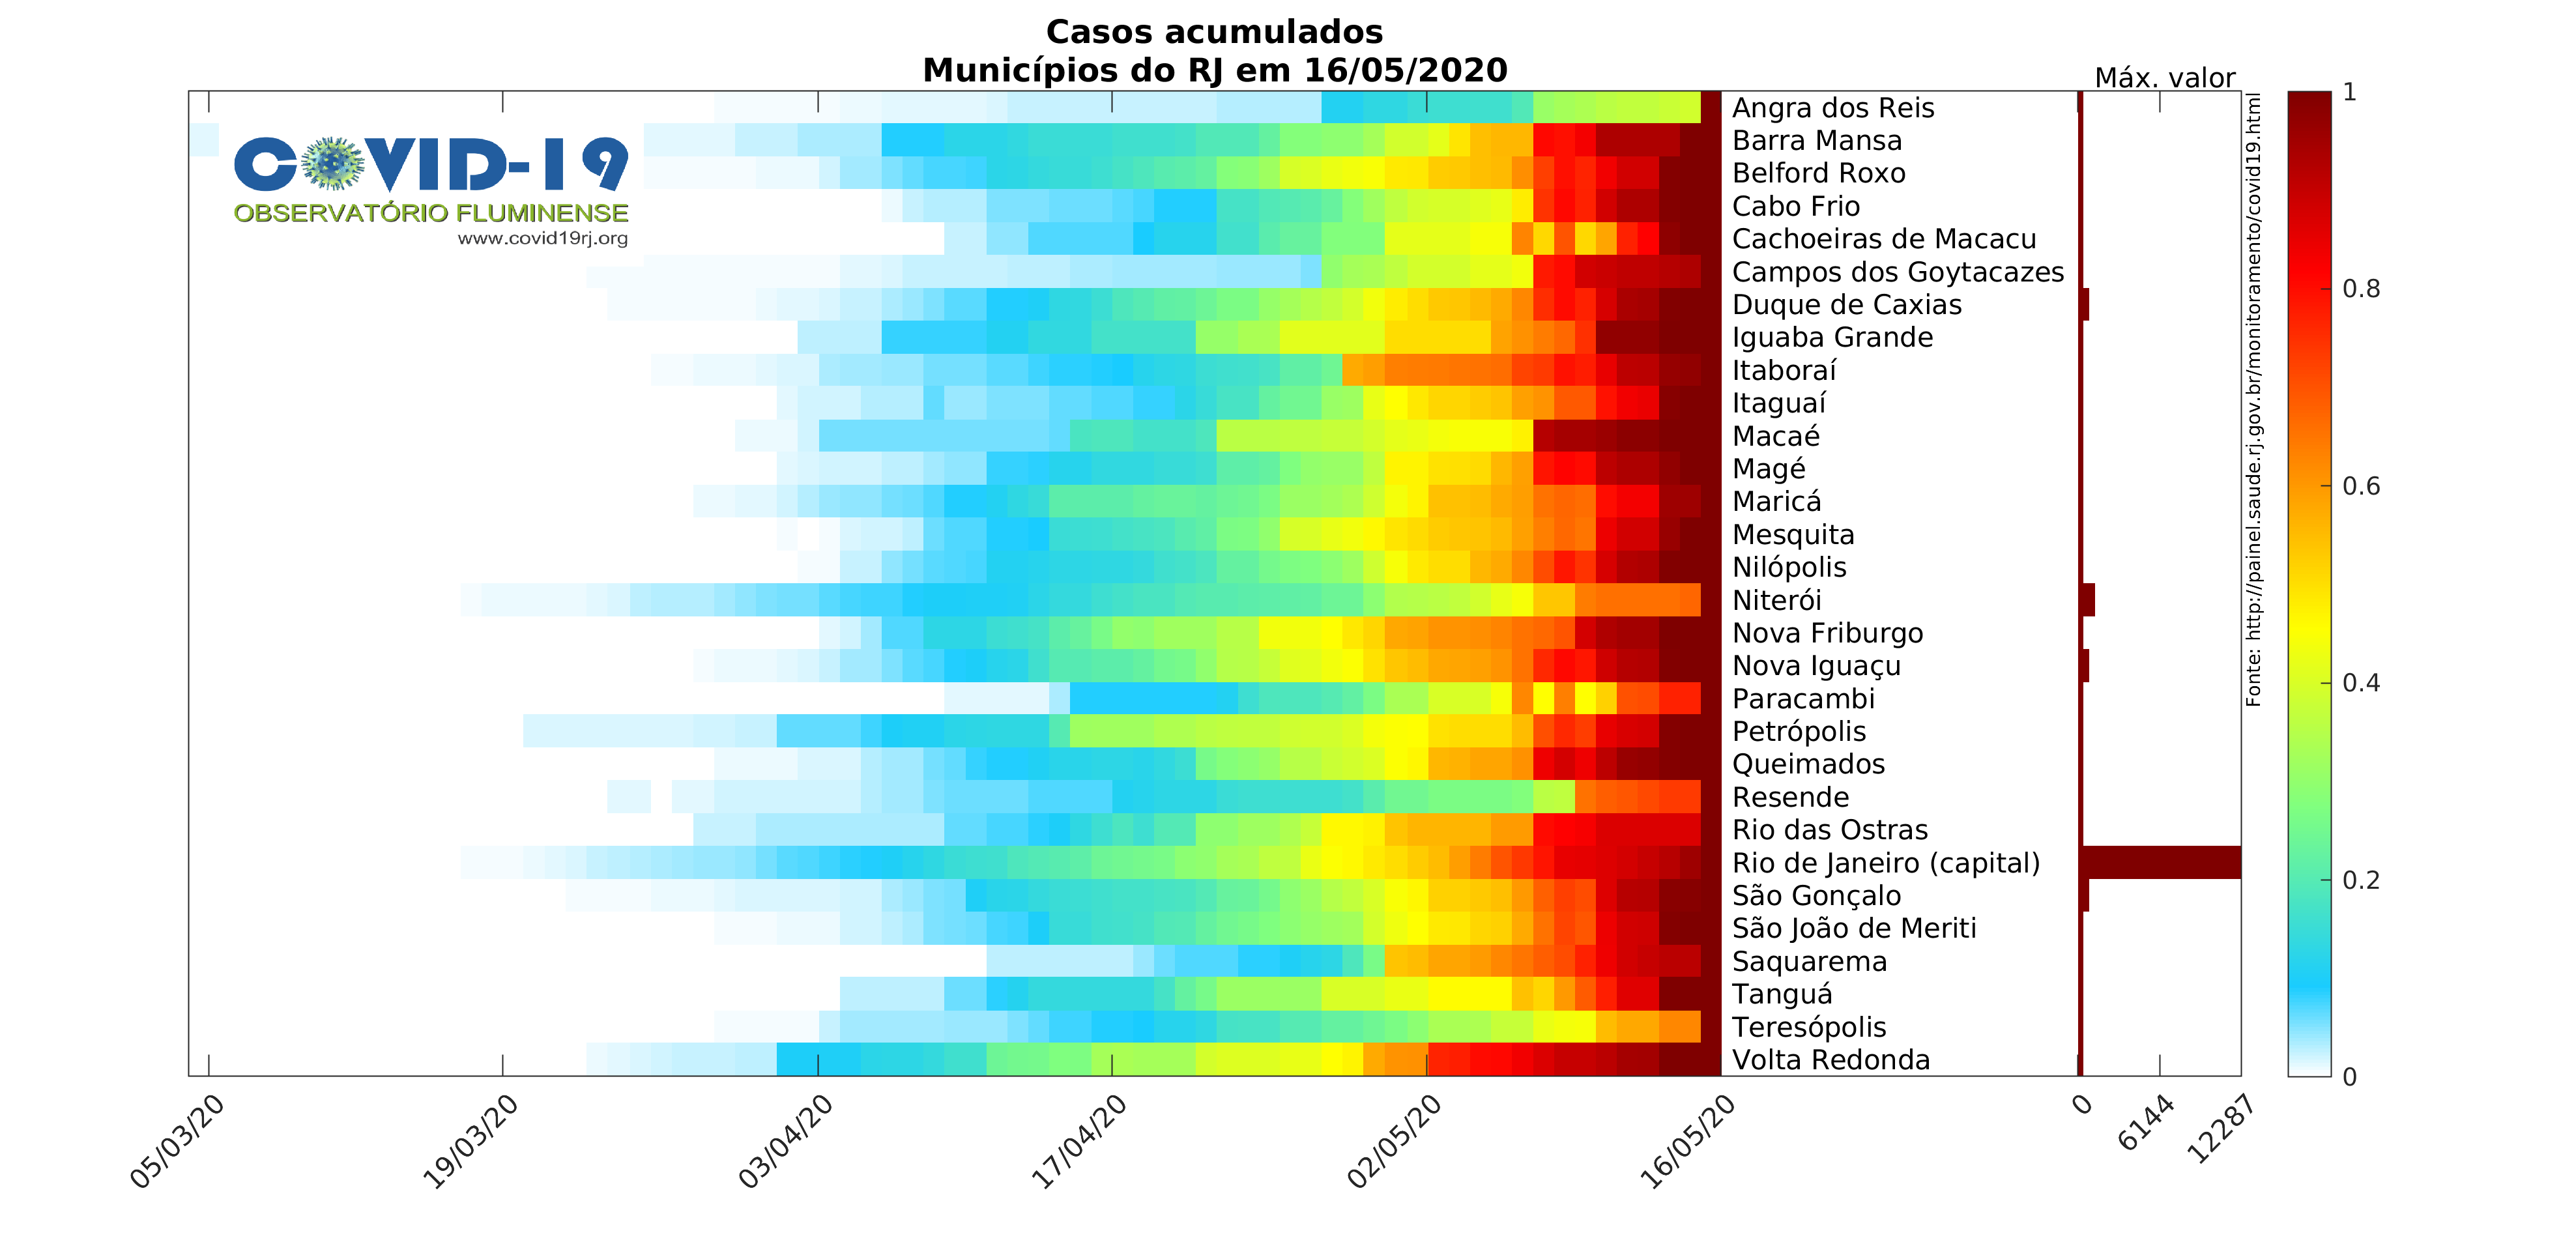 Casos acumulados
Municípios do RJ em 16/05/2020
Máx. valor
COVID-19
OBSERVATÓRIO FLUMINENSE
www.covid19rj.org
Angra dos Reis
Barra Mansa
Belford Roxo
Cabo Frio
Cachoeiras de Macacu
Campos dos Goytacazes
Duque de Caxias
Iguaba Grande
Itaboraí
Itaguaí
Macaé
Magé
Maricá
Mesquita
Nilópolis
Niterói
Nova Friburgo
Nova Iguaçu
Paracambi
Petrópolis
Queimados
Resende
Rio das Ostras
Rio de Janeiro (capital)
São Gonçalo
São João de Meriti
Saquarema
Tanguá
Teresópolis
Volta Redonda
Fonte: http://painel.saude.rj.gov.br/monitoramento/covid19.html
1
0.8
0.6
0.4
0.2
0
05/03/20
19/03/20
03/04/20
17/04/20
02/05/20
16/05/20
0
6144
12287